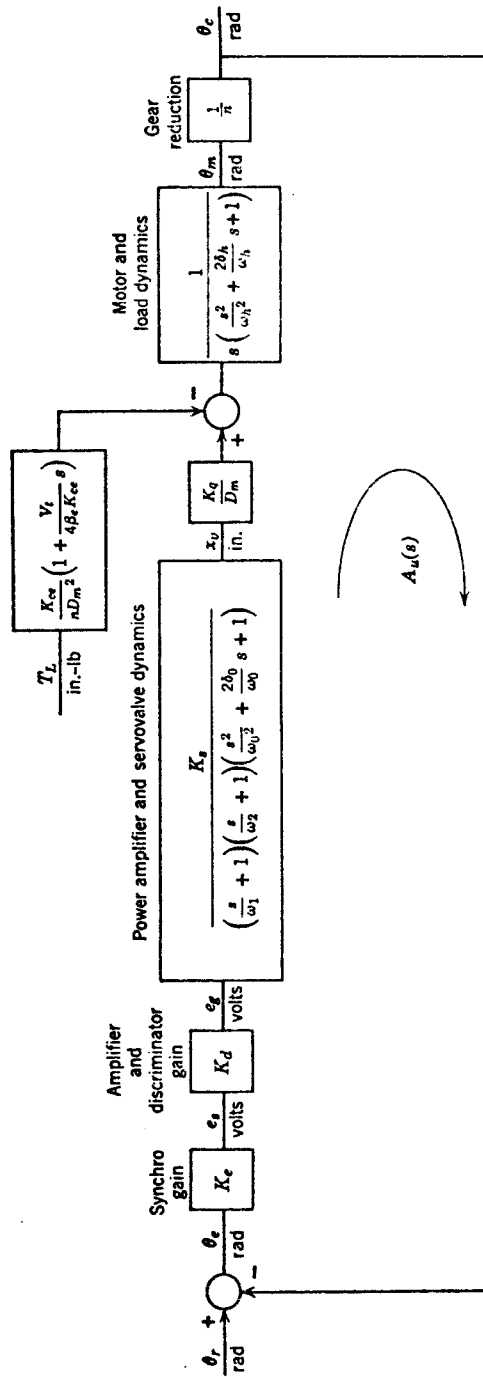 θ_r
rad
+
−
θ_e
rad
Synchro
gain
K_e
e_s
volts
Amplifier
and
discriminator
gain
K_d
e_g
volts
Power amplifier and servovalve dynamics
K_s
(s/ω_1 + 1)(s/ω_2 + 1)(s²/ω_0² + 2δ_0/ω_0 s + 1)
x_v
in.
K_q
D_m
T_L
in.-lb
K_ce/nD_m² (1 + V_t/4β_e K_ce s)
+
−
Motor and
load dynamics
1
s(s²/ω_h² + 2δ_h/ω_h s + 1)
θ_m
rad
Gear
reduction
1/n
θ_c
rad
A_u(s)